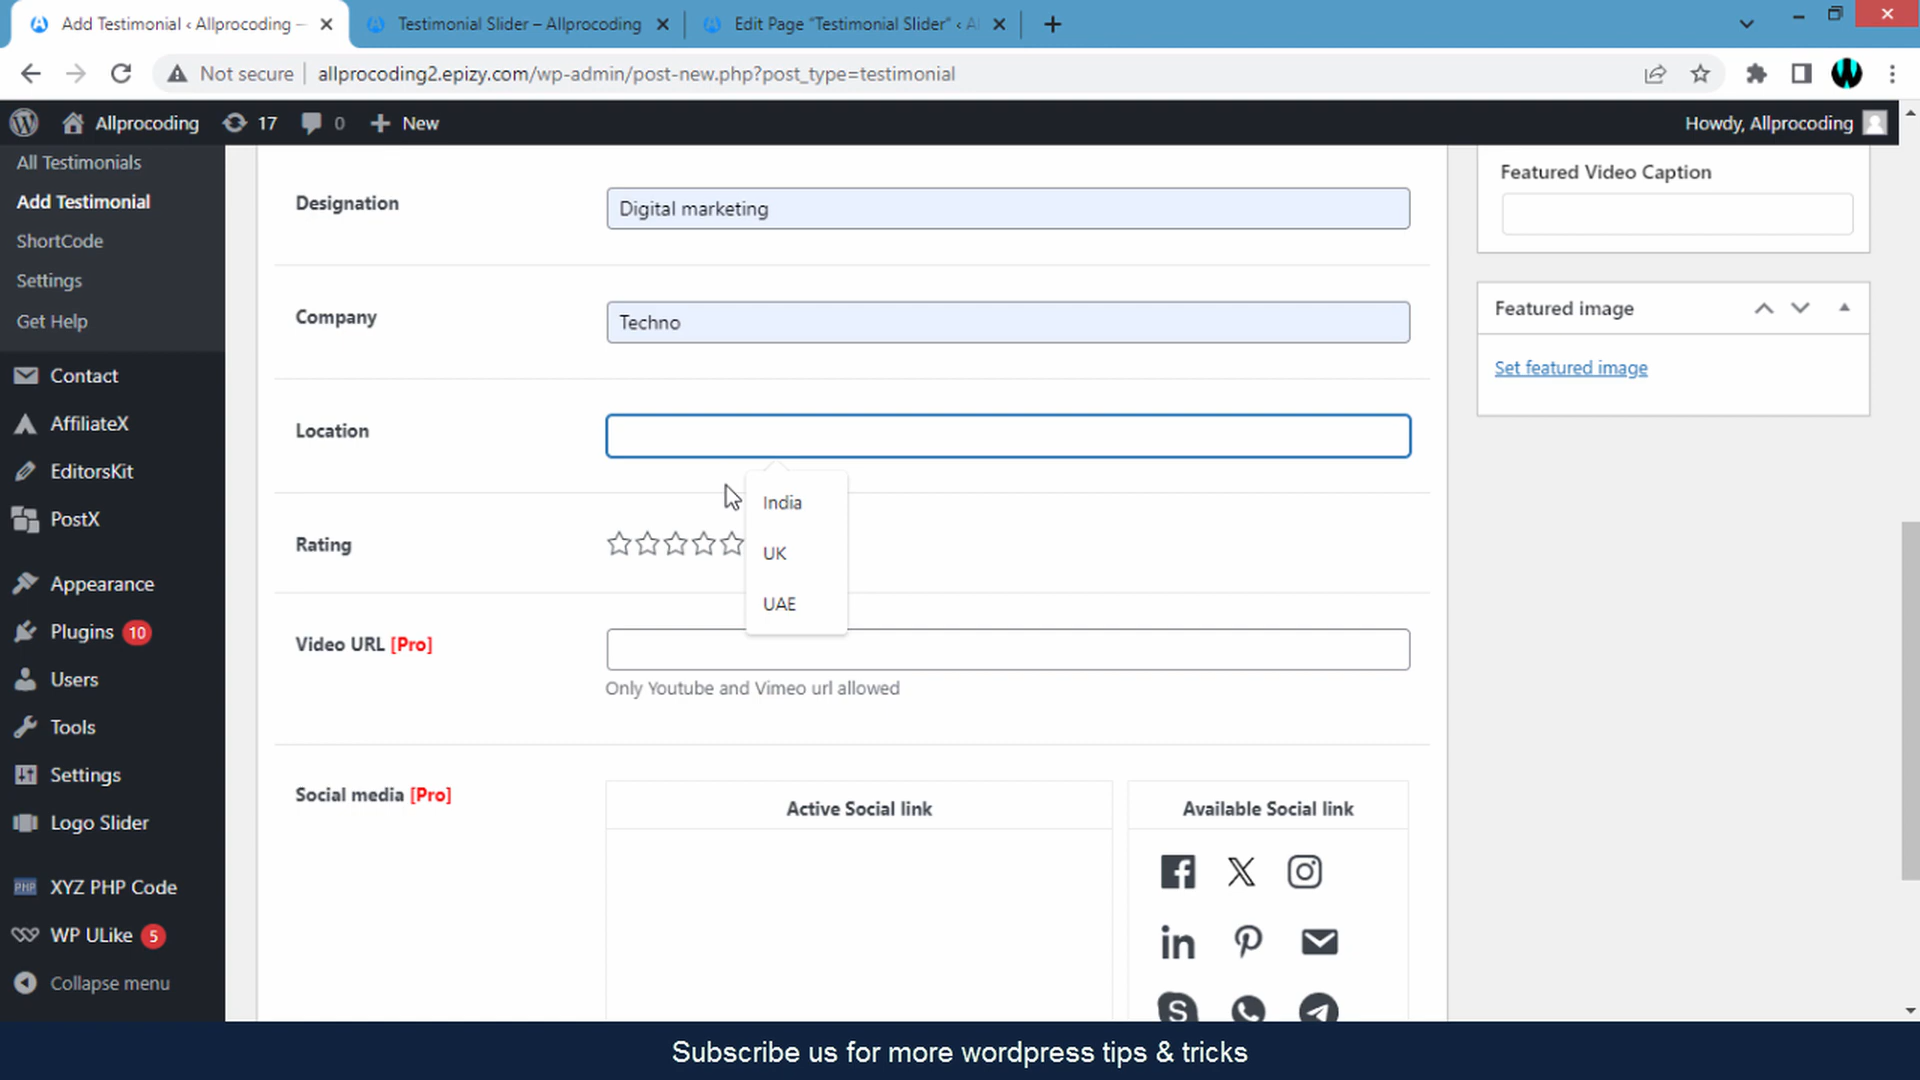 Add Testimonial ‹ Allprocoding —
Testimonial Slider – Allprocoding
Edit Page "Testimonial Slider" ‹ Al
Not secure
allprocoding2.epizy.com/wp-admin/post-new.php?post_type=testimonial
Allprocoding
17
0
New
Howdy, Allprocoding
All Testimonials
Add Testimonial
ShortCode
Settings
Get Help
Contact
AffiliateX
EditorsKit
PostX
Appearance
Plugins 10
Users
Tools
Settings
Logo Slider
PHP XYZ PHP Code
WP ULike 5
Collapse menu
Designation
Digital marketing
Company
Techno
Location
India
UK
UAE
Rating
Video URL [Pro]
Only Youtube and Vimeo url allowed
Social media [Pro]
Active Social link
Available Social link
Featured Video Caption
Featured image
Set featured image
Subscribe us for more wordpress tips & tricks